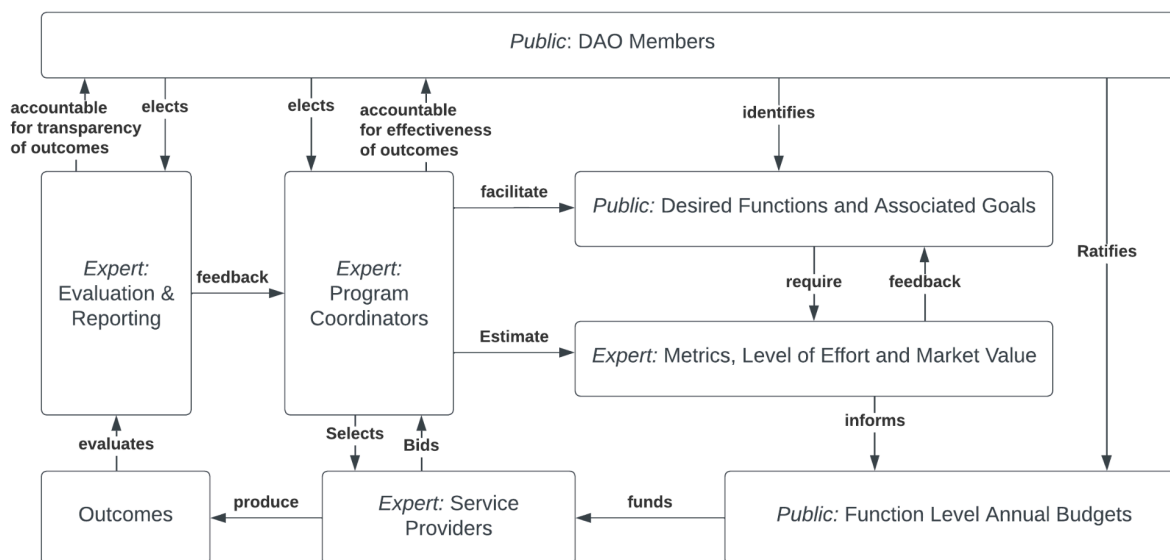 Public: DAO Members
accountable
for transparency
of outcomes
elects
elects
accountable
for effectiveness
of outcomes
identifies
facilitate
Public: Desired Functions and Associated Goals
Ratifies
Expert:
Evaluation &
Reporting
feedback
Expert:
Program
Coordinators
require
feedback
Estimate
Expert: Metrics, Level of Effort and Market Value
evaluates
Selects
Bids
informs
Outcomes
produce
Expert: Service
Providers
funds
Public: Function Level Annual Budgets